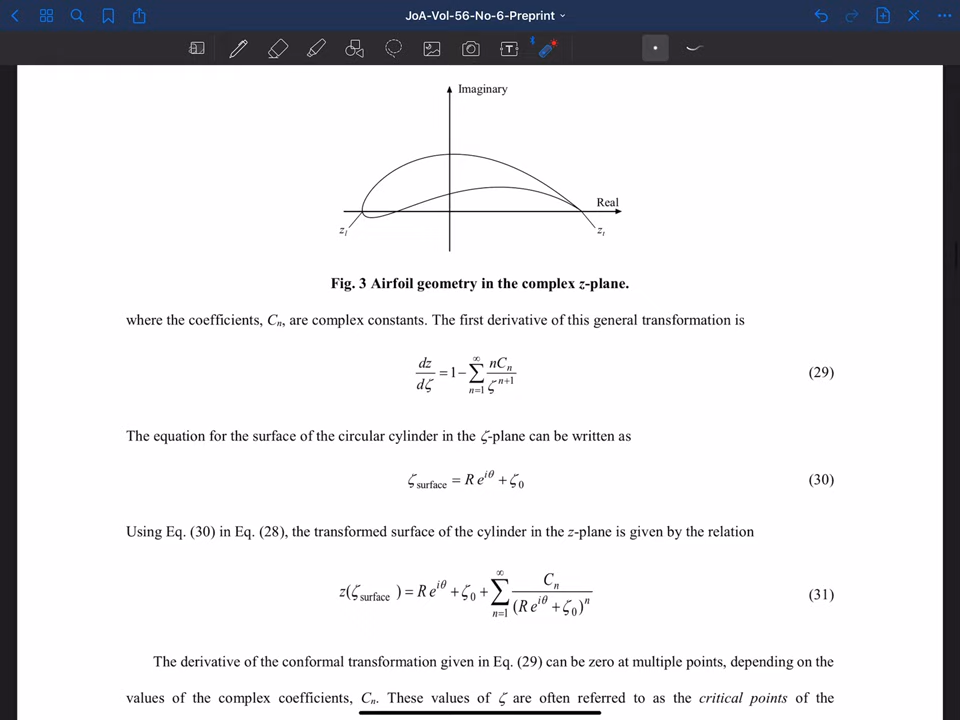 JoA-Vol-56-No-6-Preprint
T
Imaginary
Real
z_l
z_t
Fig. 3 Airfoil geometry in the complex z-plane.
where the coefficients, C_n, are complex constants. The first derivative of this general transformation is
dz/dζ = 1 − ∑_{n=1}^{∞} nC_n/ζ^{n+1} (29)
The equation for the surface of the circular cylinder in the ζ-plane can be written as
ζ_surface = R e^{iθ} + ζ_0 (30)
Using Eq. (30) in Eq. (28), the transformed surface of the cylinder in the z-plane is given by the relation
z(ζ_surface ) = R e^{iθ} + ζ_0 + ∑_{n=1}^{∞} C_n/(R e^{iθ} + ζ_0)^n (31)
The derivative of the conformal transformation given in Eq. (29) can be zero at multiple points, depending on the
values of the complex coefficients, C_n. These values of ζ are often referred to as the critical points of the